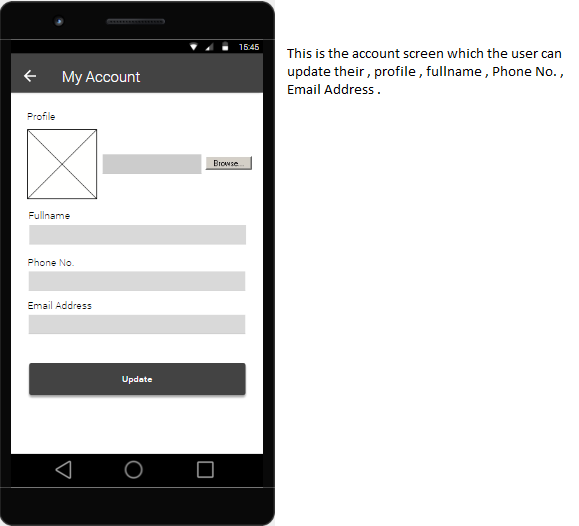 15:45
My Account
This is the account screen which the user can
update their , profile , fullname , Phone No. ,
Email Address .
Profile
Browse...
Fullname
Phone No.
Email Address
Update